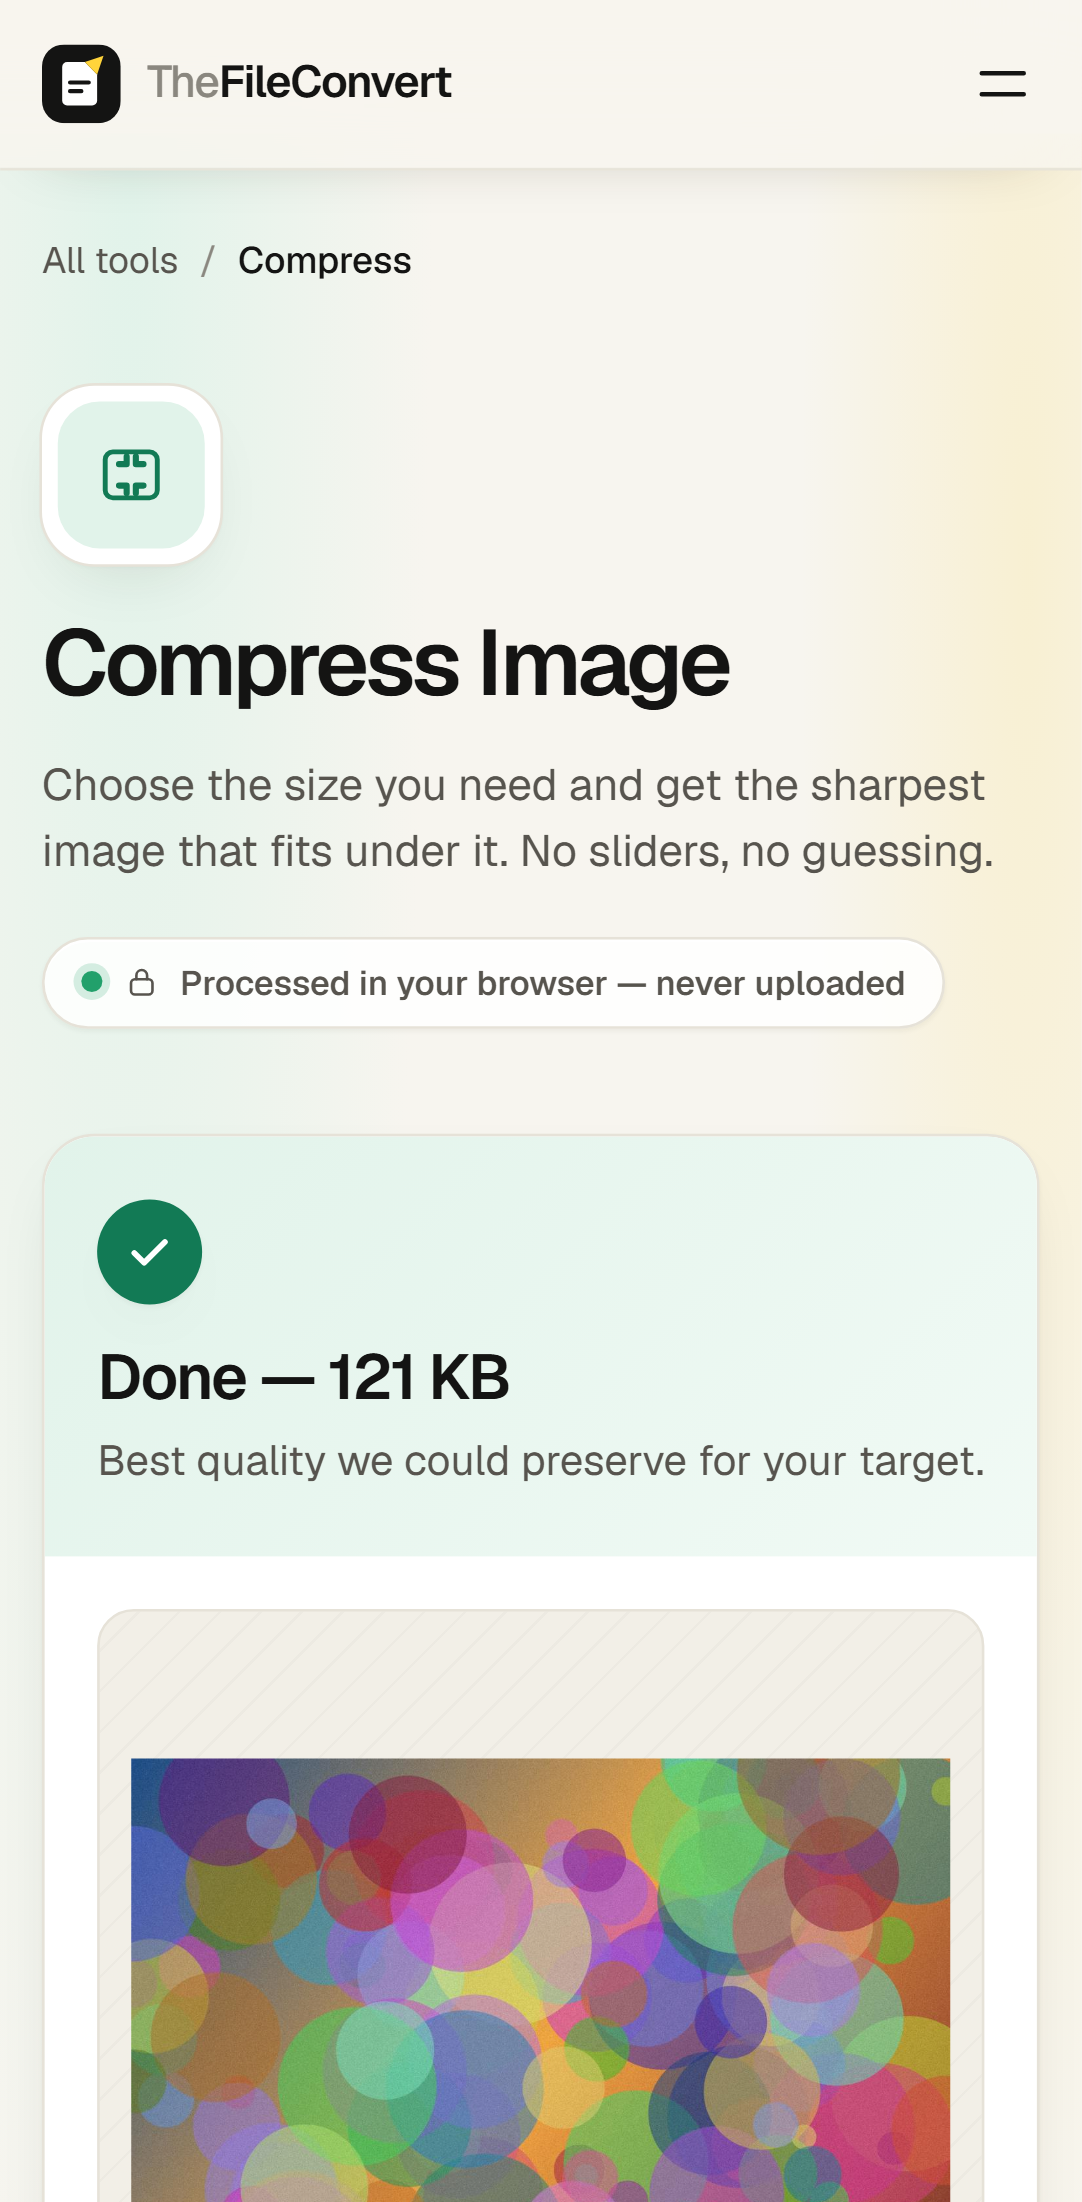 TheFileConvert
All tools / Compress
Compress Image
Choose the size you need and get the sharpest
image that fits under it. No sliders, no guessing.
Processed in your browser — never uploaded
Done — 121 KB
Best quality we could preserve for your target.